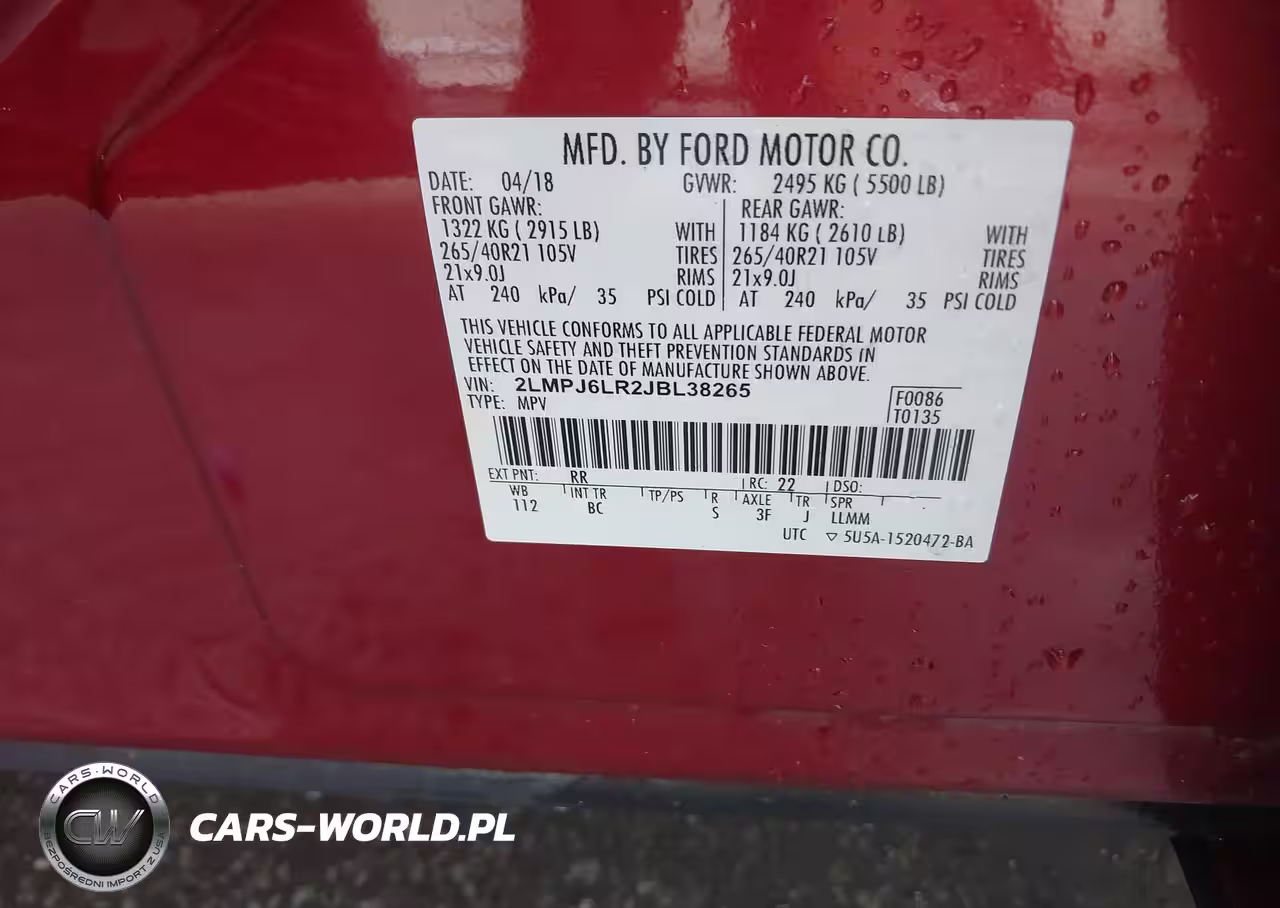 MFD. BY FORD MOTOR CO.
DATE: 04/18 GVWR: 2495 KG ( 5500 LB)
FRONT GAWR: REAR GAWR:
1322 KG ( 2915 LB) WITH 1184 KG ( 2610 LB) WITH
265/40R21 105V TIRES 265/40R21 105V TIRES
21x9.0J RIMS 21x9.0J RIMS
AT 240 kPa/ 35 PSI COLD AT 240 kPa/ 35 PSI COLD
THIS VEHICLE CONFORMS TO ALL APPLICABLE FEDERAL MOTOR
VEHICLE SAFETY AND THEFT PREVENTION STANDARDS IN
EFFECT ON THE DATE OF MANUFACTURE SHOWN ABOVE.
VIN: 2LMPJ6LR2JBL38265
TYPE: MPV
F0086
T0135
EXT PNT: RR RC: 22 DSO:
WB INT TR TP/PS R AXLE TR SPR
112 BC S 3F J LLMM
UTC ▽ 5U5A-1520472-BA
CARS-WORLD
CW
BEZPOŚREDNI IMPORT Z USA
CARS-WORLD.PL